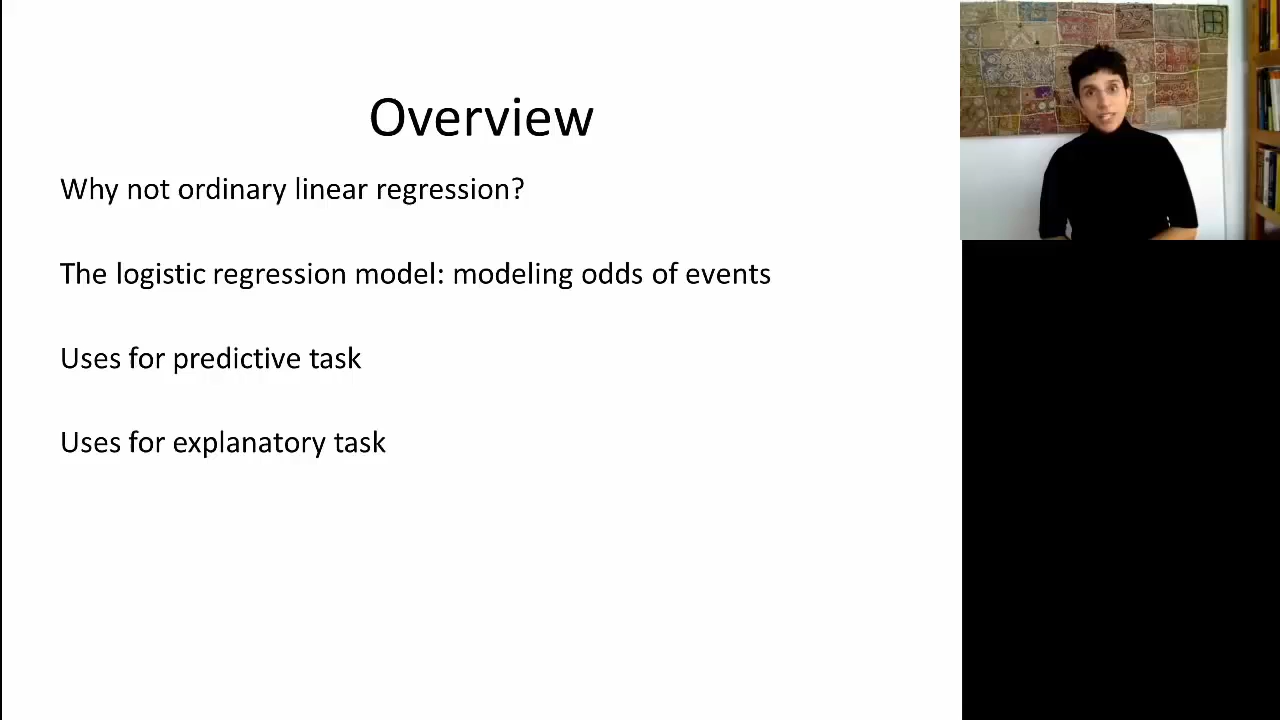 Overview
Why not ordinary linear regression?
The logistic regression model: modeling odds of events
Uses for predictive task
Uses for explanatory task